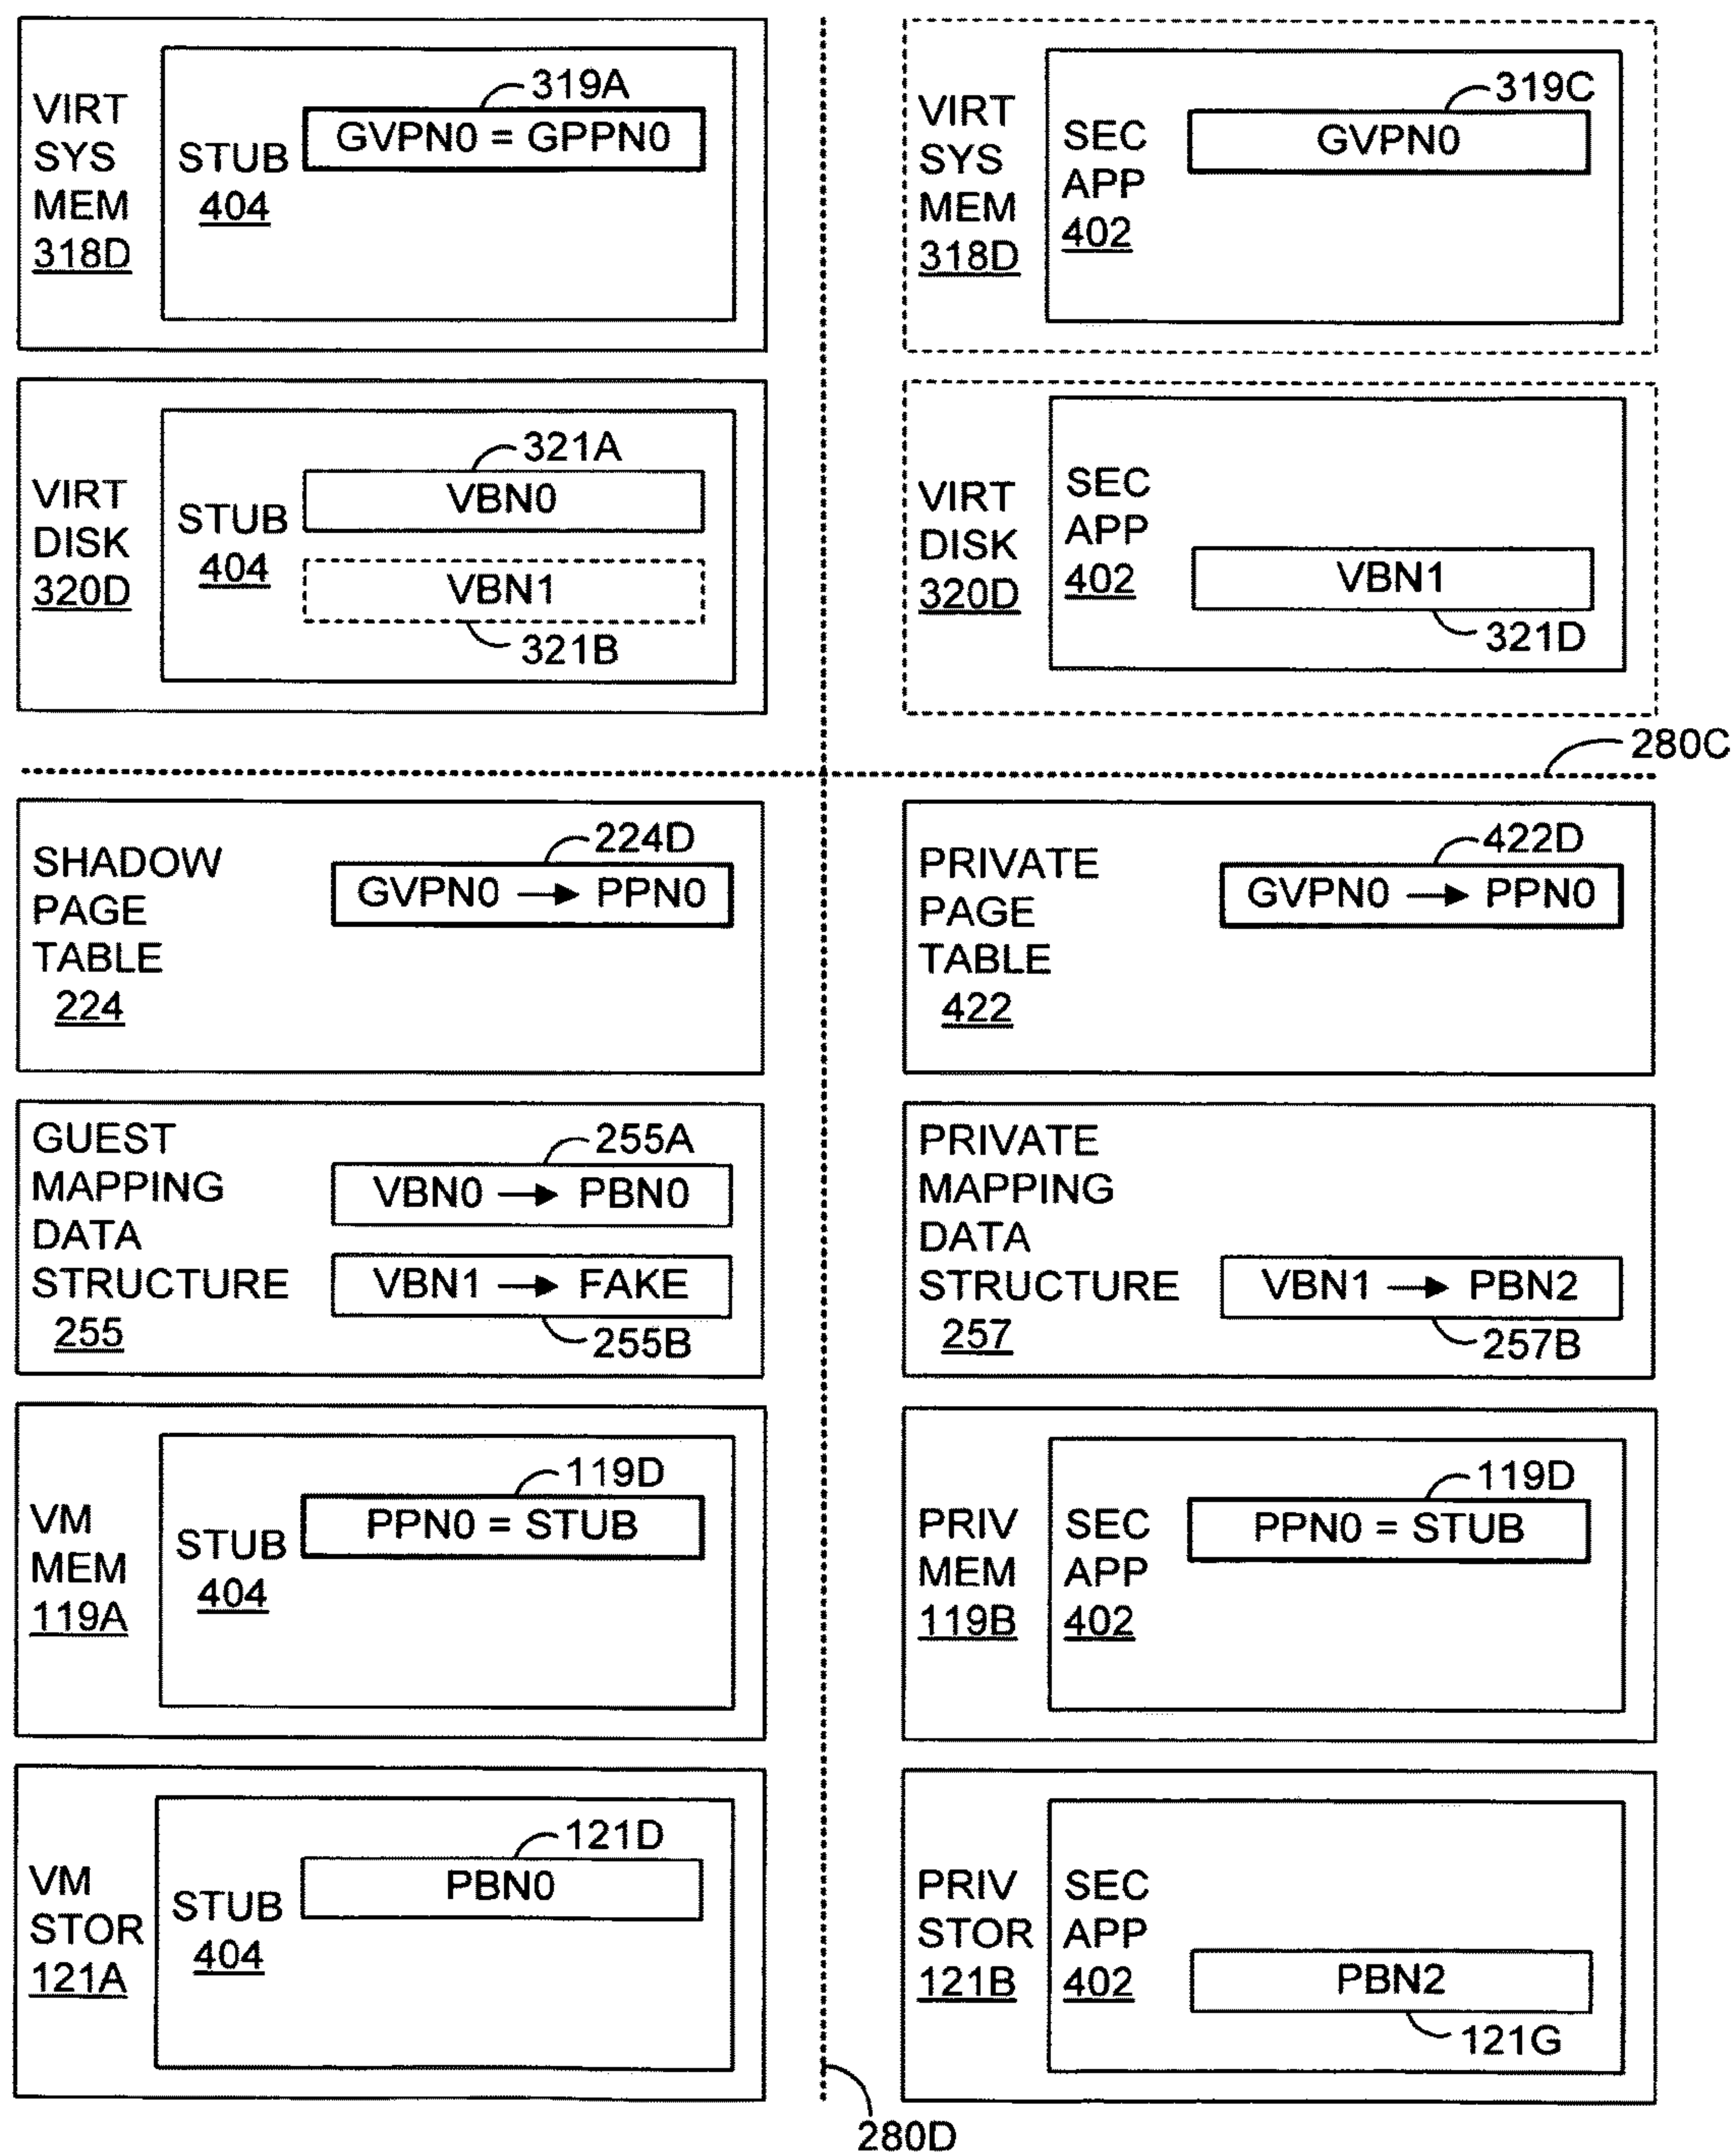 VIRT
SYS
MEM
318D
STUB
404
319A
GVPN0 = GPPN0
VIRT
SYS
MEM
318D
SEC
APP
402
319C
GVPN0
VIRT
DISK
320D
STUB
404
321A
VBN0
VBN1
321B
VIRT
DISK
320D
SEC
APP
402
VBN1
321D
280C
SHADOW
PAGE
TABLE
224
224D
GVPN0 → PPN0
PRIVATE
PAGE
TABLE
422
422D
GVPN0 → PPN0
GUEST
MAPPING
DATA
STRUCTURE
255
255A
VBN0 → PBN0
VBN1 → FAKE
255B
PRIVATE
MAPPING
DATA
STRUCTURE
257
VBN1 → PBN2
257B
VM
MEM
119A
STUB
404
119D
PPN0 = STUB
PRIV
MEM
119B
SEC
APP
402
119D
PPN0 = STUB
VM
STOR
121A
STUB
404
121D
PBN0
PRIV
STOR
121B
SEC
APP
402
PBN2
121G
280D